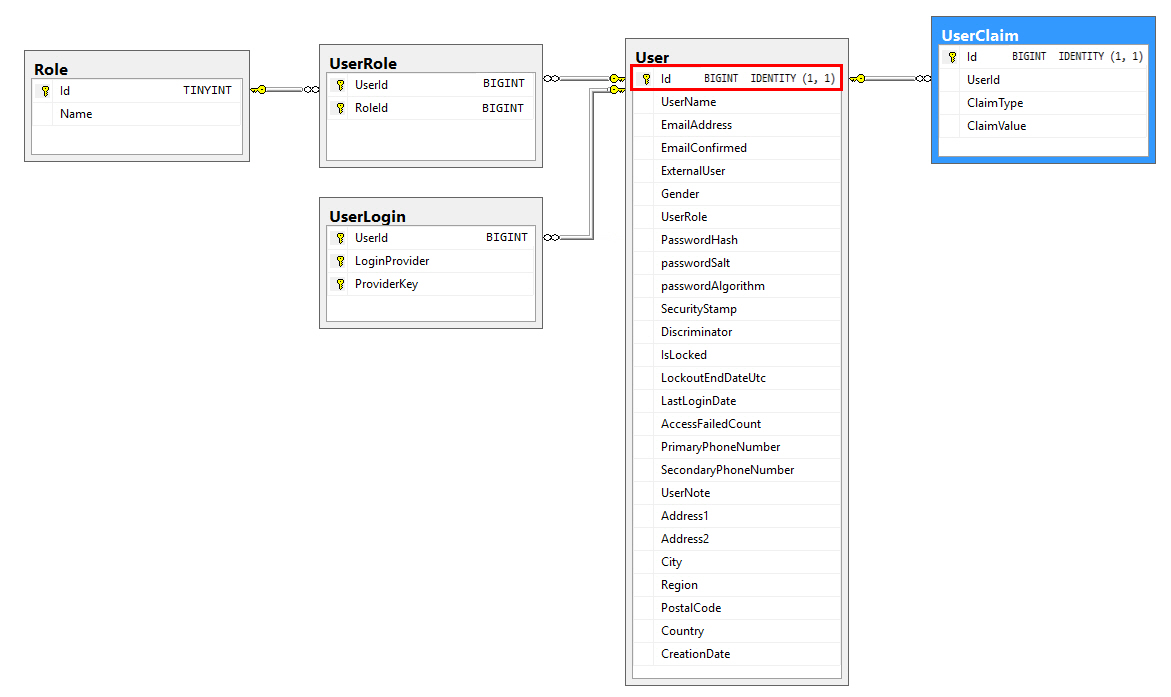 Role
Id TINYINT
Name
UserRole
UserId BIGINT
RoleId BIGINT
UserLogin
UserId BIGINT
LoginProvider
ProviderKey
User
Id BIGINT IDENTITY (1, 1)
UserName
EmailAddress
EmailConfirmed
ExternalUser
Gender
UserRole
PasswordHash
passwordSalt
passwordAlgorithm
SecurityStamp
Discriminator
IsLocked
LockoutEndDateUtc
LastLoginDate
AccessFailedCount
PrimaryPhoneNumber
SecondaryPhoneNumber
UserNote
Address1
Address2
City
Region
PostalCode
Country
CreationDate
UserClaim
Id BIGINT IDENTITY (1, 1)
UserId
ClaimType
ClaimValue